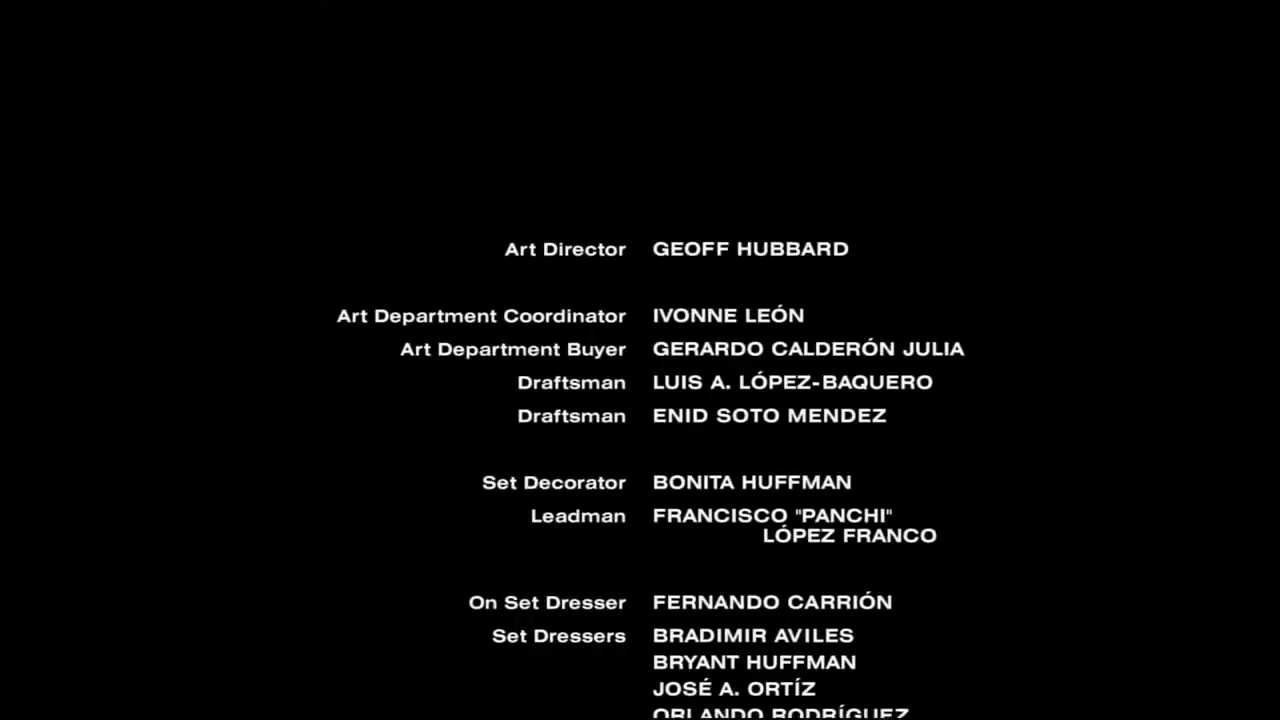 Art Director GEOFF HUBBARD
Art Department Coordinator IVONNE LEÓN
Art Department Buyer GERARDO CALDERÓN JULIA
Draftsman LUIS A. LÓPEZ-BAQUERO
Draftsman ENID SOTO MENDEZ
Set Decorator BONITA HUFFMAN
Leadman FRANCISCO "PANCHI"
LÓPEZ FRANCO
On Set Dresser FERNANDO CARRIÓN
Set Dressers BRADIMIR AVILES
BRYANT HUFFMAN
JOSÉ A. ORTÍZ
ORLANDO RODRÍGUEZ